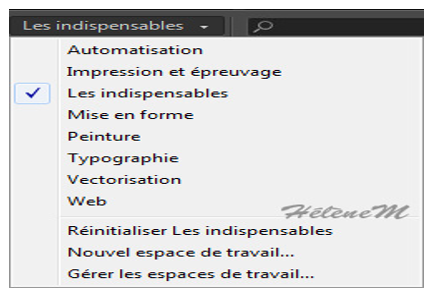 Les indispensables
Automatisation
Impression et épreuvage
Les indispensables
Mise en forme
Peinture
Typographie
Vectorisation
Web
HélèneM
Réinitialiser Les indispensables
Nouvel espace de travail...
Gérer les espaces de travail...